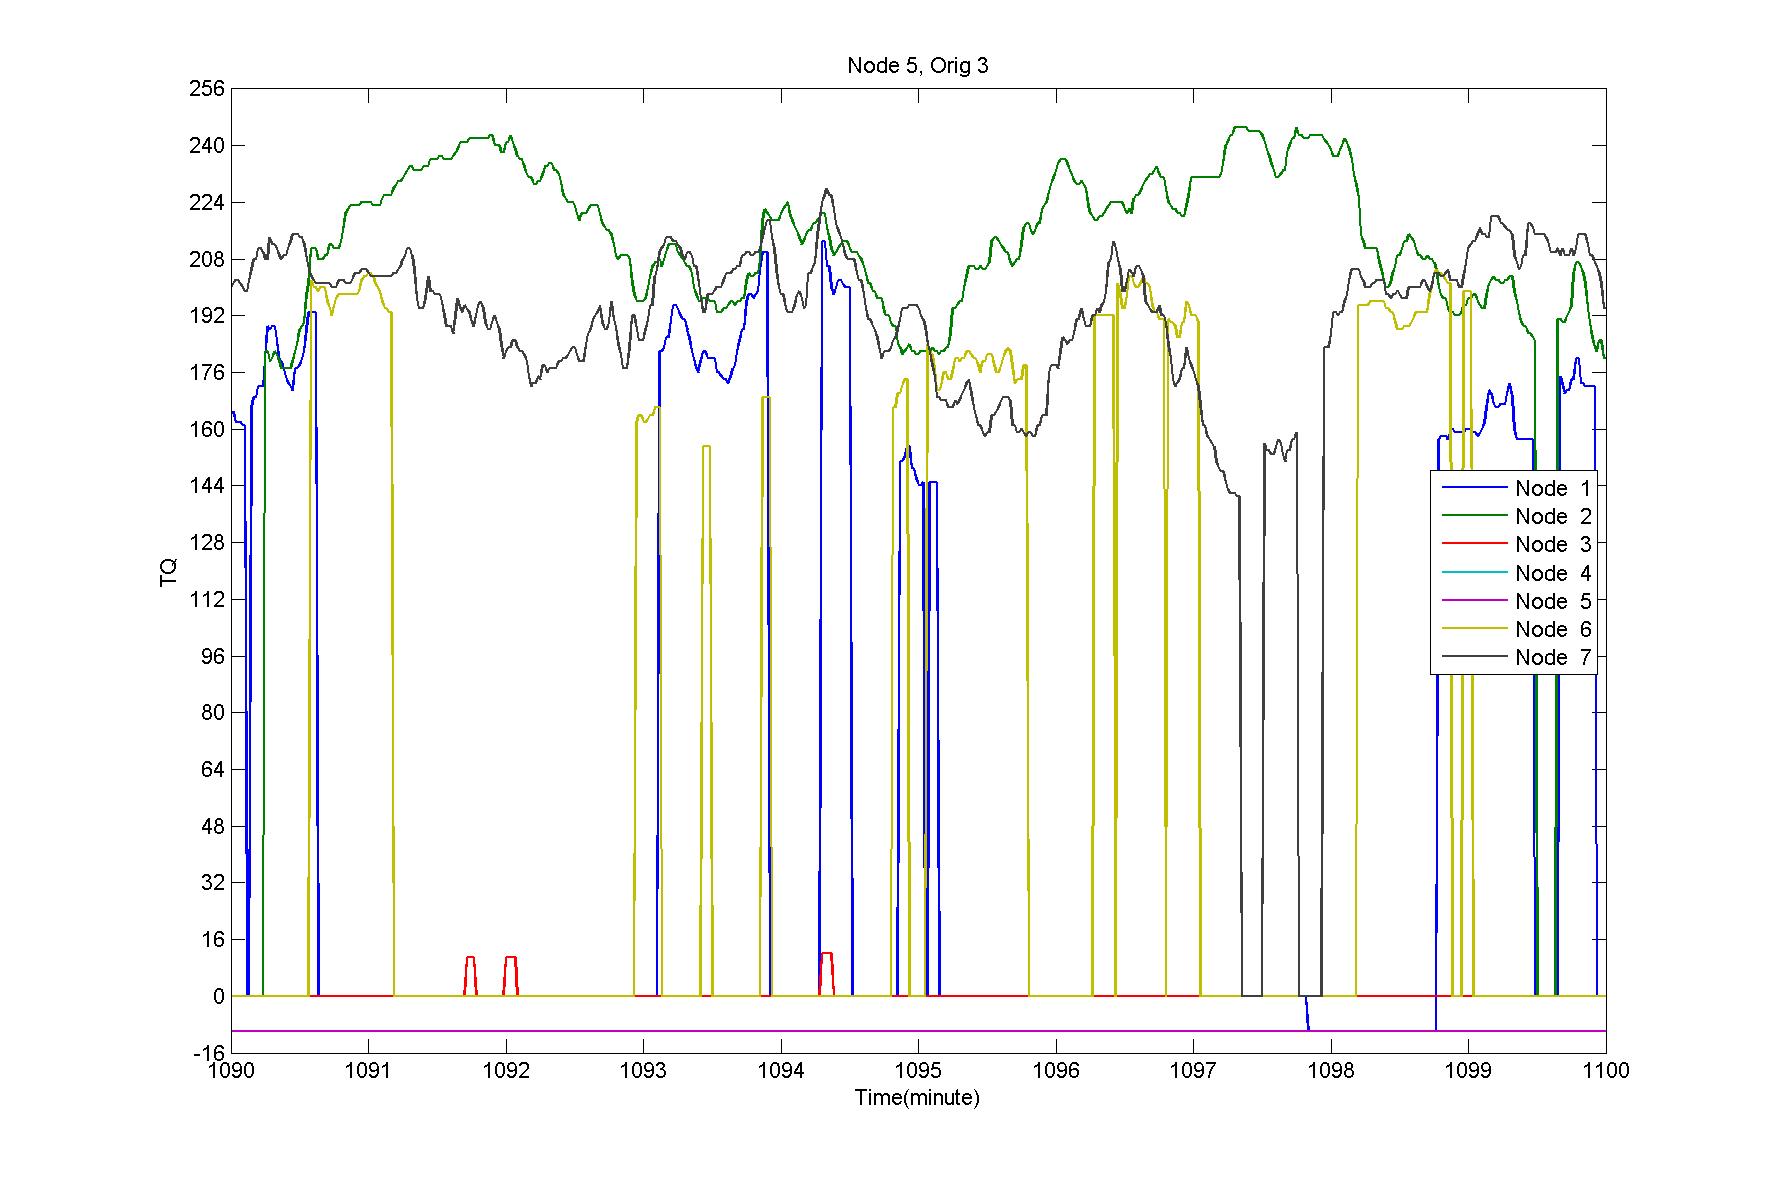 Node 5, Orig 3
256
240
224
208
192
176
160
144
128
112
96
80
64
48
32
16
0
-16
TQ
Node 1
Node 2
Node 3
Node 4
Node 5
Node 6
Node 7
1090 1091 1092 1093 1094 1095 1096 1097 1098 1099 1100
Time(minute)